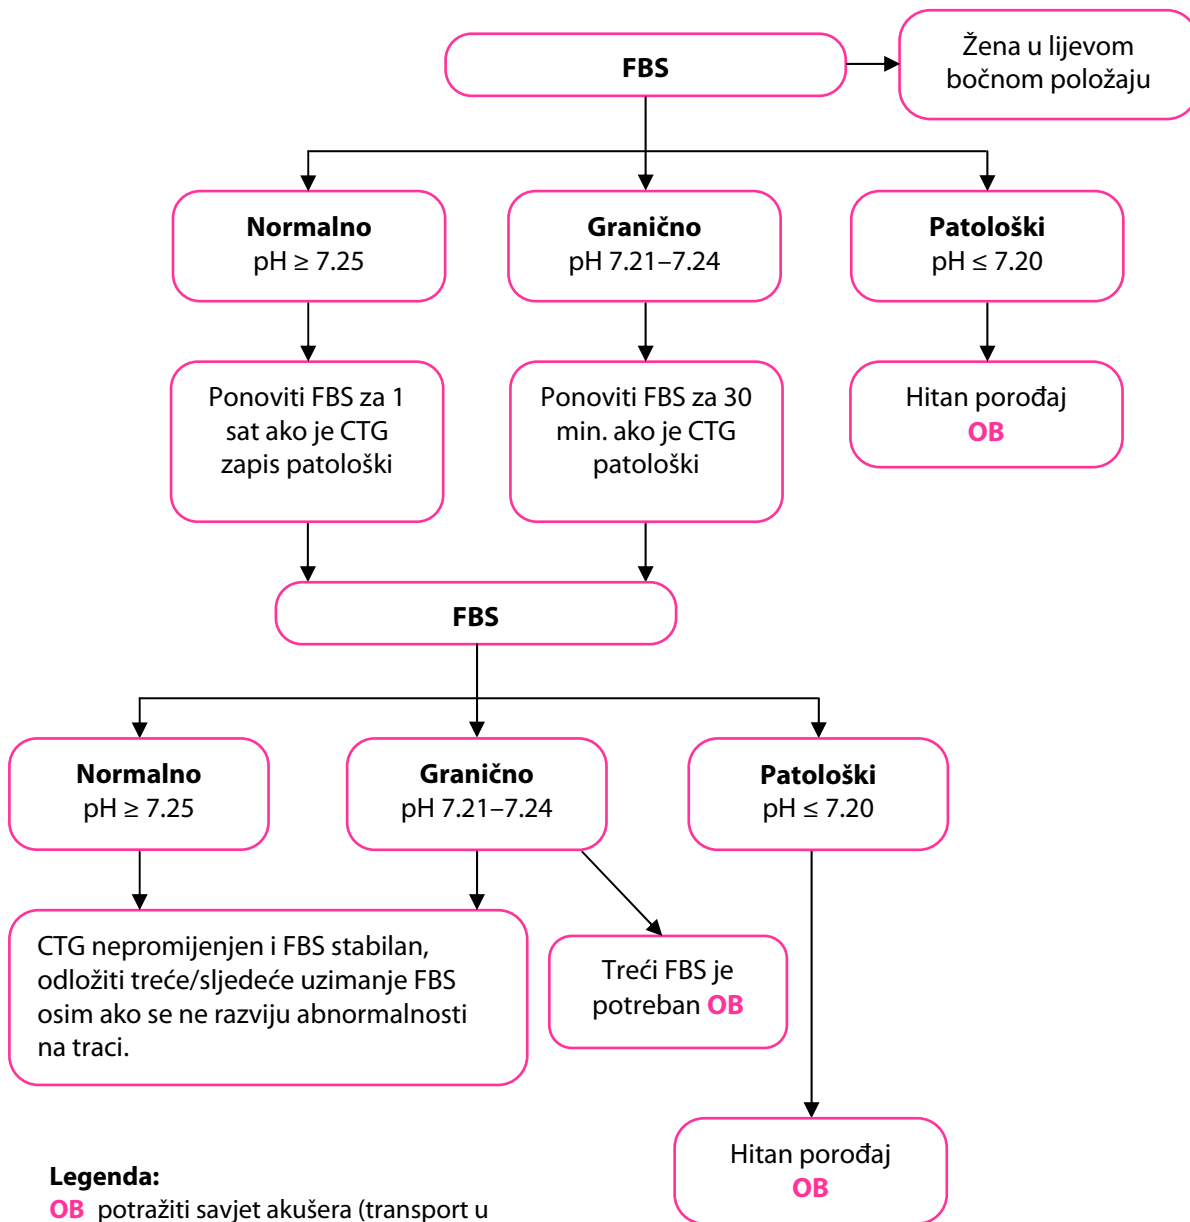 FBS
Žena u lijevom
bočnom položaju
Normalno
pH ≥ 7.25
Granično
pH 7.21–7.24
Patološki
pH ≤ 7.20
Ponoviti FBS za 1
sat ako je CTG
zapis patološki
Ponoviti FBS za 30
min. ako je CTG
patološki
Hitan porođaj
OB
FBS
Normalno
pH ≥ 7.25
Granično
pH 7.21–7.24
Patološki
pH ≤ 7.20
CTG nepromijenjen i FBS stabilan,
odložiti treće/sljedeće uzimanje FBS
osim ako se ne razviju abnormalnosti
na traci.
Treći FBS je
potreban OB
Hitan porođaj
OB
Legenda:
OB potražiti savjet akušera (transport u